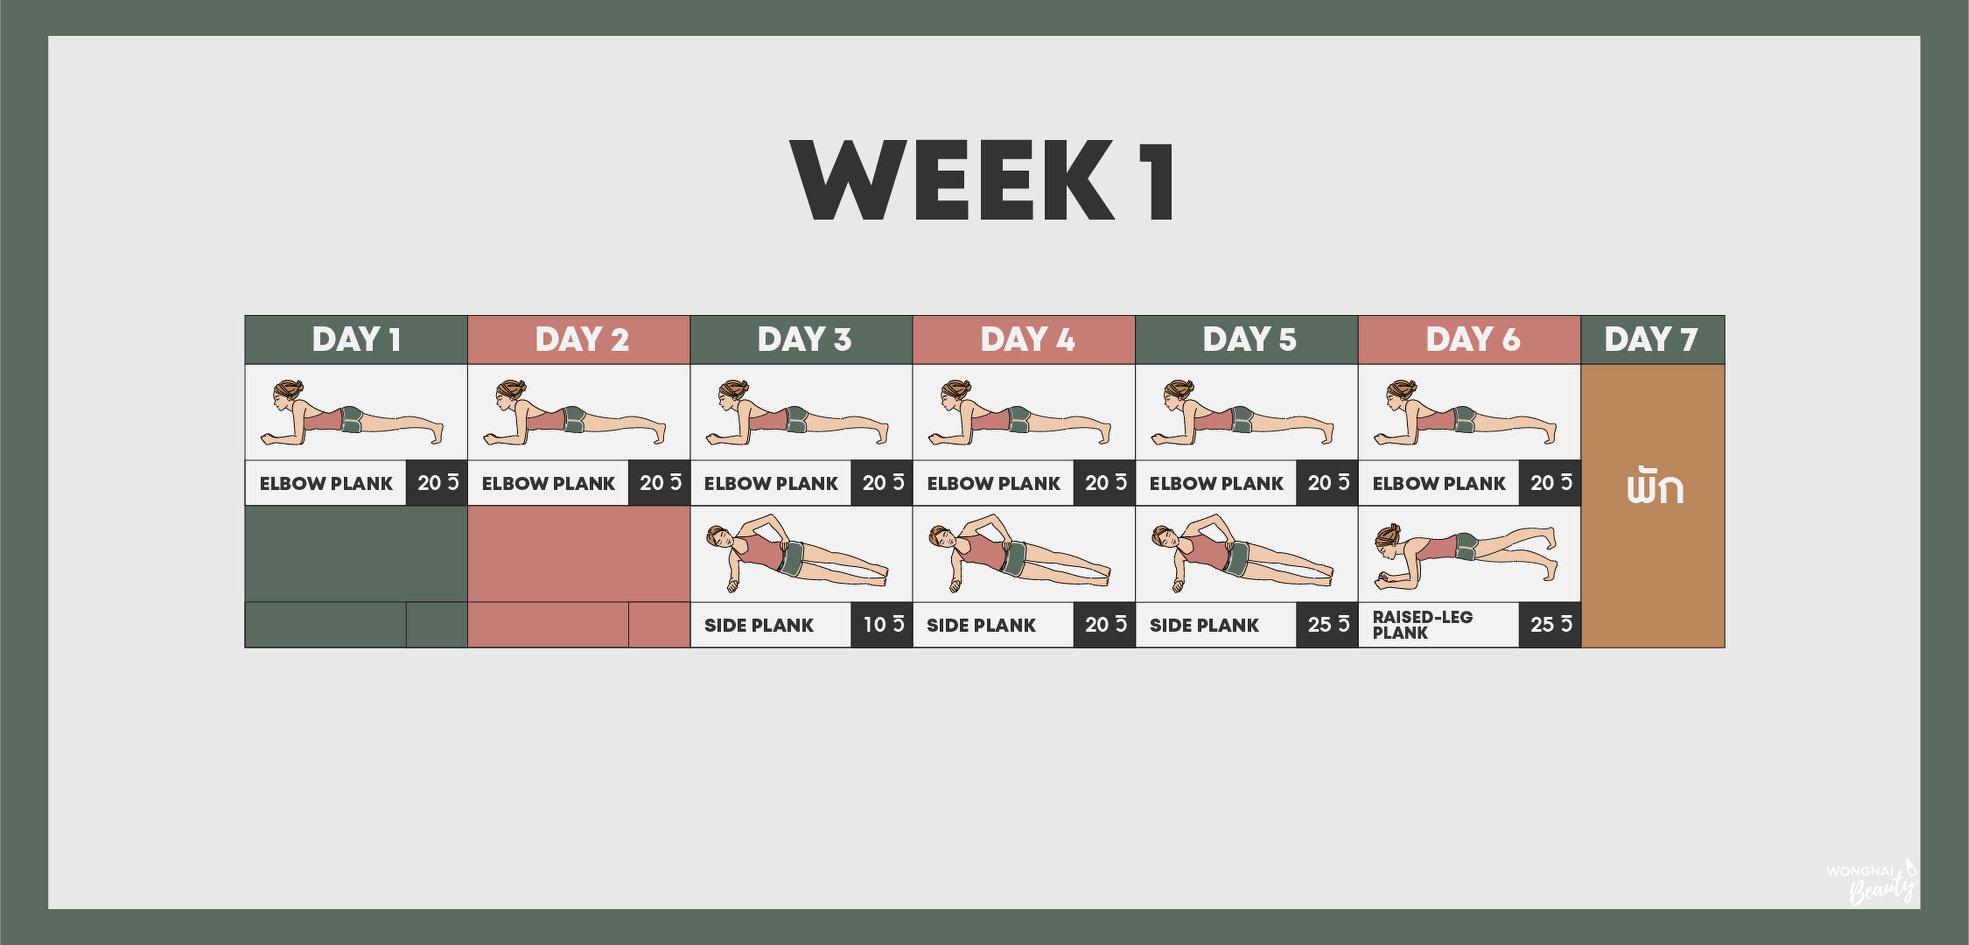 WEEK 1
DAY 1 DAY 2 DAY 3 DAY 4 DAY 5 DAY 6 DAY 7
ELBOW PLANK 20 วิ ELBOW PLANK 20 วิ ELBOW PLANK 20 วิ ELBOW PLANK 20 วิ ELBOW PLANK 20 วิ ELBOW PLANK 20 วิ
พัก
SIDE PLANK 10 วิ SIDE PLANK 20 วิ SIDE PLANK 25 วิ RAISED-LEG
PLANK 25 วิ
WONGNAI
Beauty